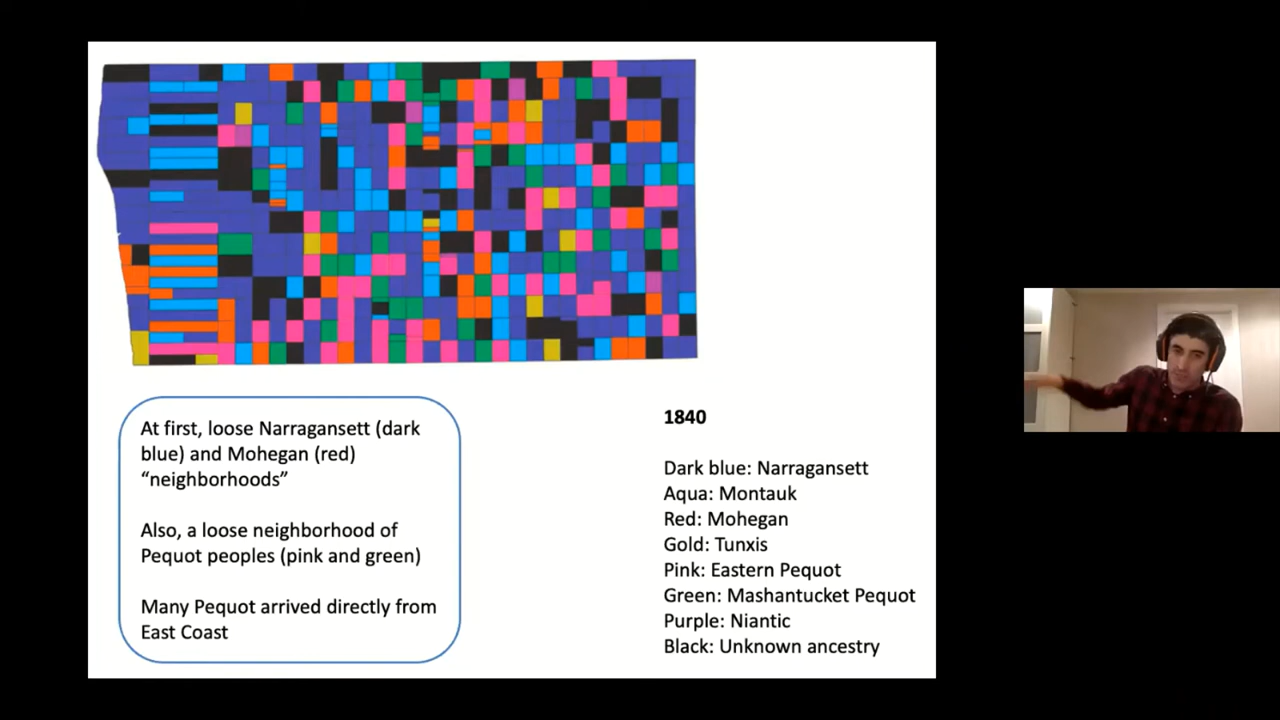 At first, loose Narragansett (dark
blue) and Mohegan (red)
“neighborhoods”
Also, a loose neighborhood of
Pequot peoples (pink and green)
Many Pequot arrived directly from
East Coast
1840
Dark blue: Narragansett
Aqua: Montauk
Red: Mohegan
Gold: Tunxis
Pink: Eastern Pequot
Green: Mashantucket Pequot
Purple: Niantic
Black: Unknown ancestry